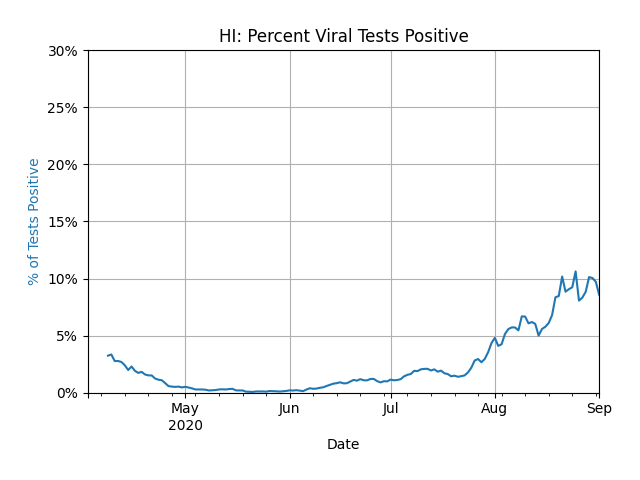 HI: Percent Viral Tests Positive
30%
25%
20%
15%
10%
5%
0%
% of Tests Positive
May Jun Jul Aug Sep
2020
Date